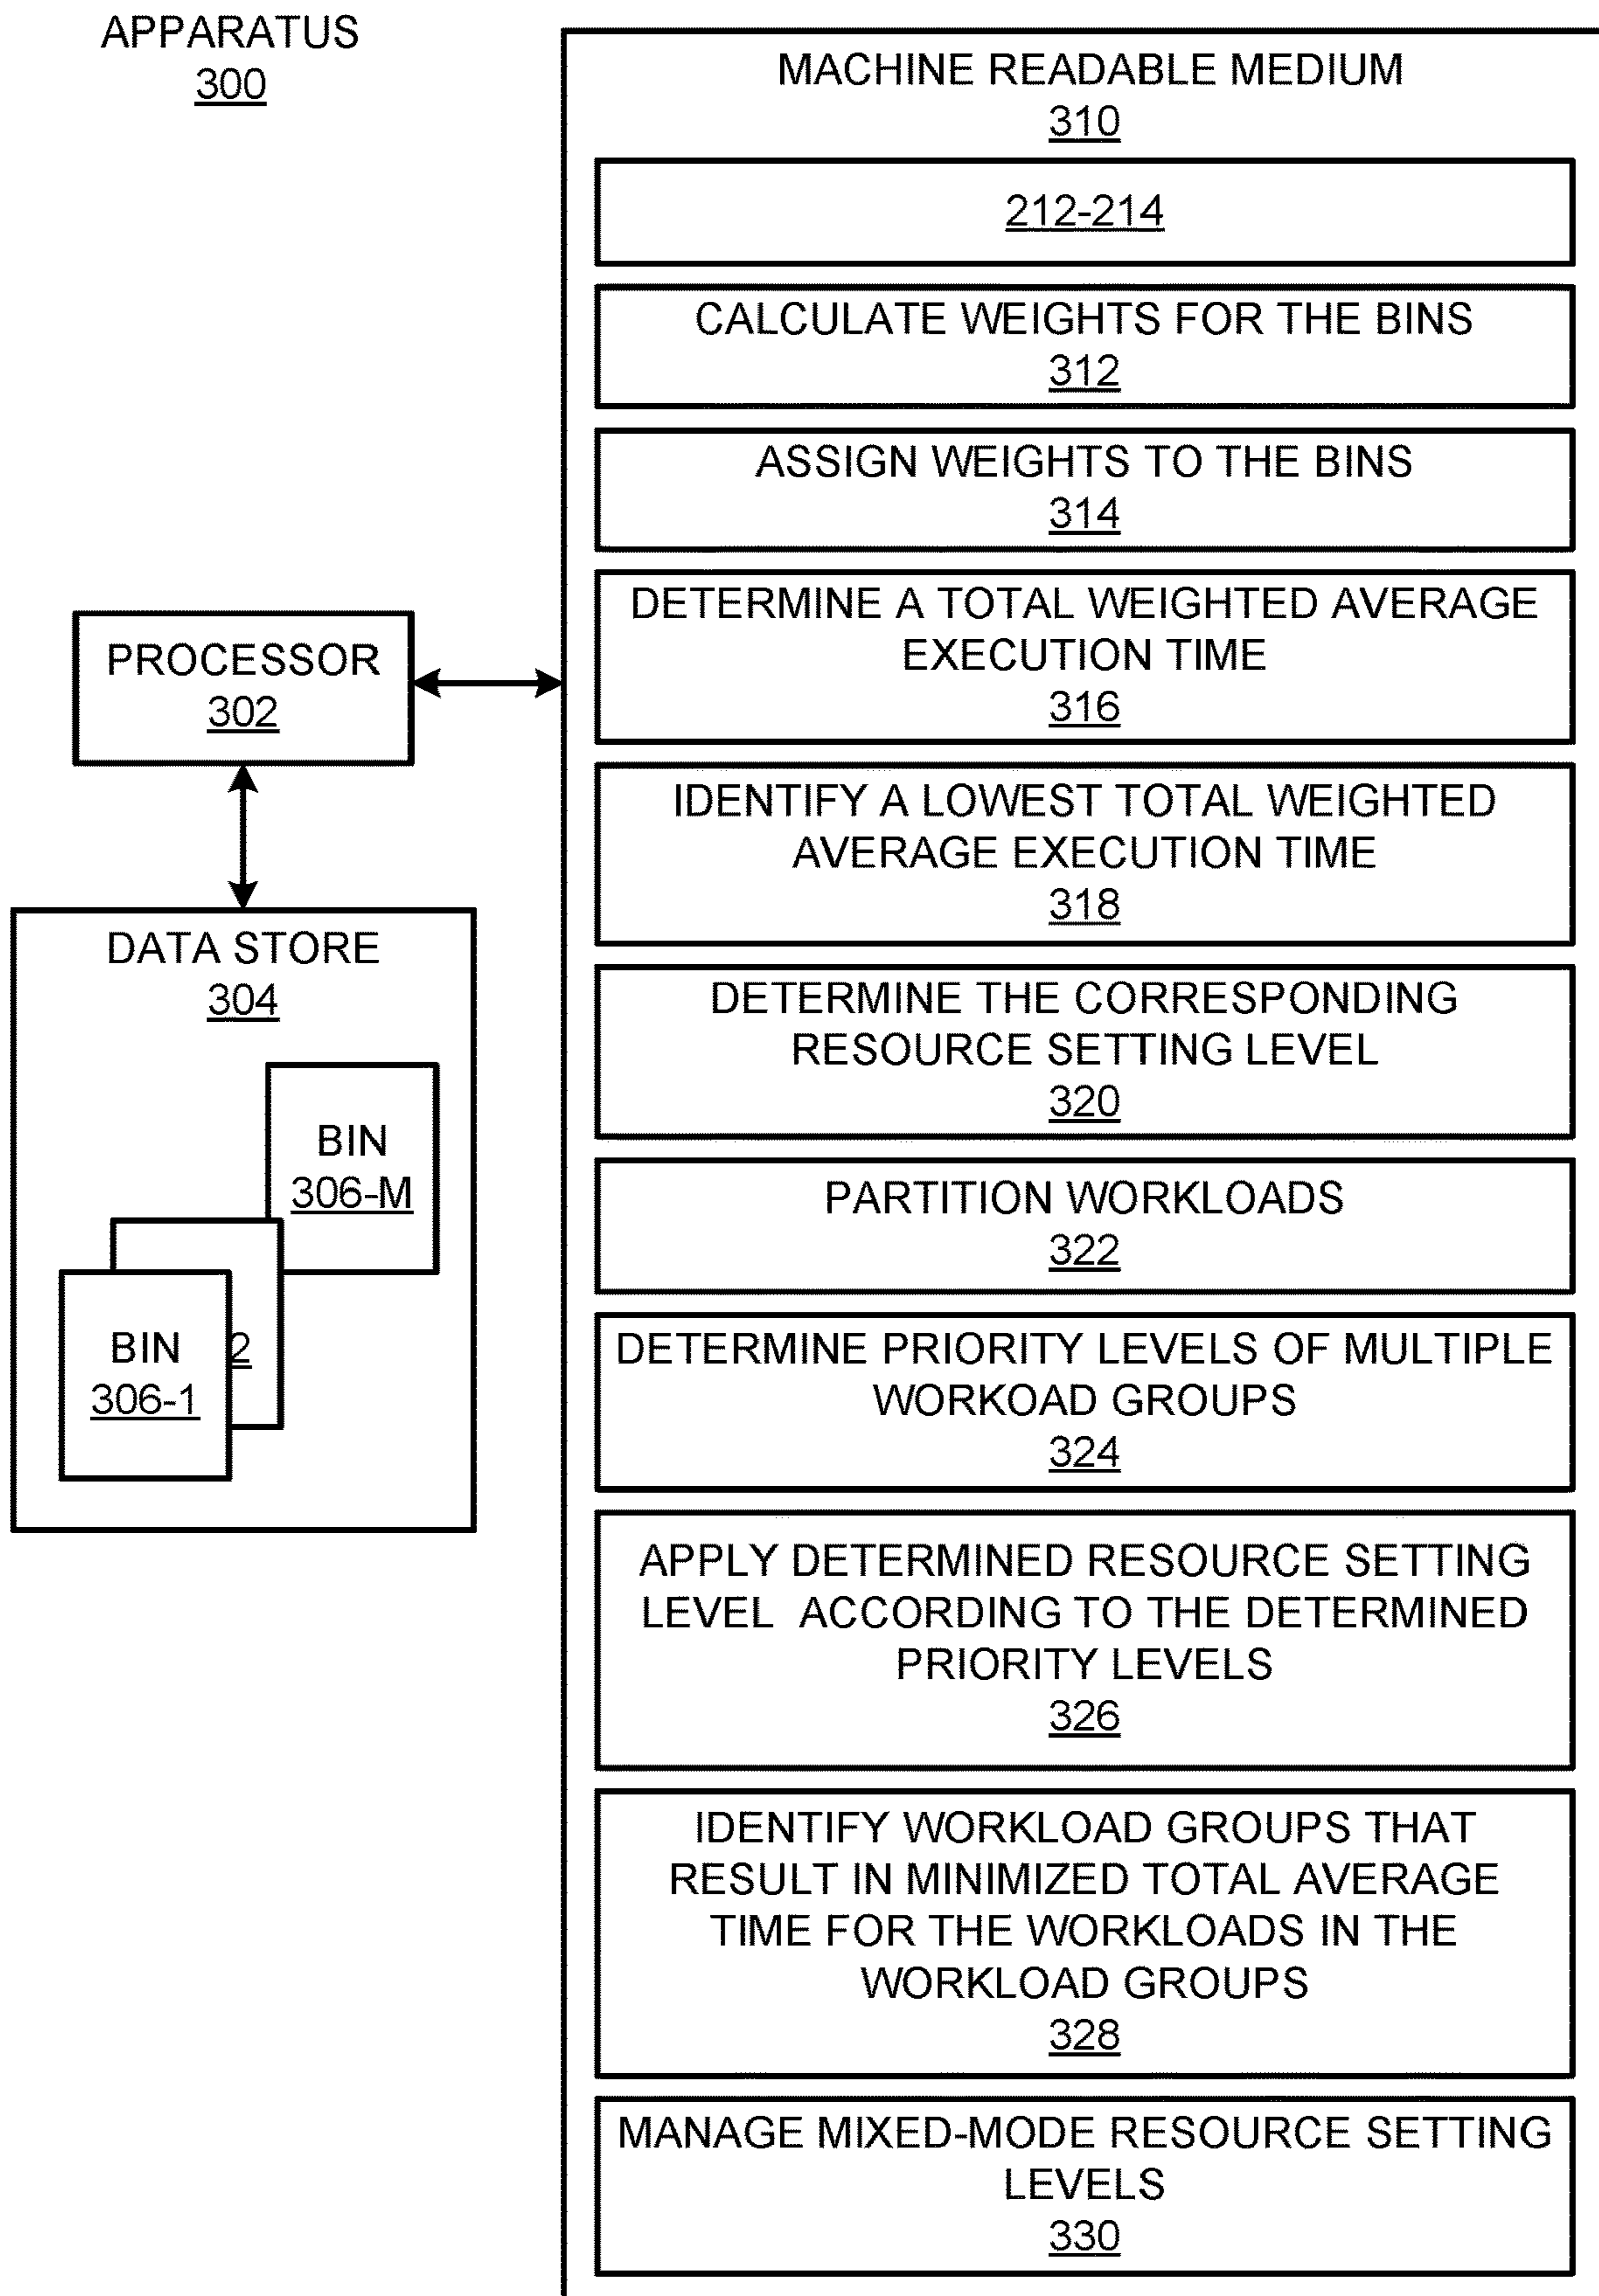 APPARATUS
300
MACHINE READABLE MEDIUM
310
212-214
CALCULATE WEIGHTS FOR THE BINS
312
ASSIGN WEIGHTS TO THE BINS
314
DETERMINE A TOTAL WEIGHTED AVERAGE
EXECUTION TIME
316
IDENTIFY A LOWEST TOTAL WEIGHTED
AVERAGE EXECUTION TIME
318
DETERMINE THE CORRESPONDING
RESOURCE SETTING LEVEL
320
PARTITION WORKLOADS
322
DETERMINE PRIORITY LEVELS OF MULTIPLE
WORKOAD GROUPS
324
APPLY DETERMINED RESOURCE SETTING
LEVEL ACCORDING TO THE DETERMINED
PRIORITY LEVELS
326
IDENTIFY WORKLOAD GROUPS THAT
RESULT IN MINIMIZED TOTAL AVERAGE
TIME FOR THE WORKLOADS IN THE
WORKLOAD GROUPS
328
MANAGE MIXED-MODE RESOURCE SETTING
LEVELS
330
PROCESSOR
302
DATA STORE
304
BIN
306-M
2
BIN
306-1